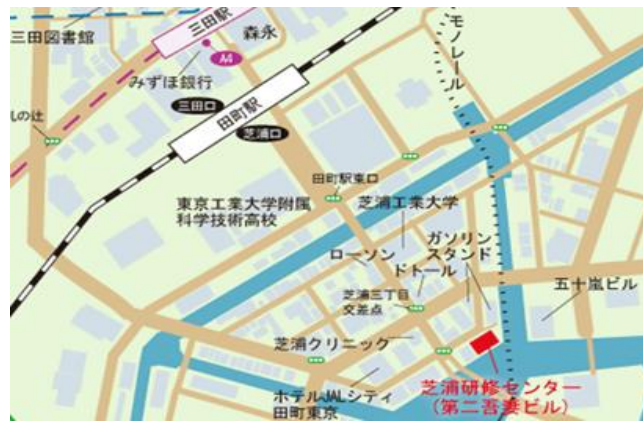 三田図書館
三田駅
森永
A4
みずほ銀行
モノレール
三田口
田町駅
芝浦口
の辻
田町駅東口
東京工業大学附属
科学技術高校
芝浦工業大学
ローソン
ドトール
ガソリン
スタンド
芝浦三丁目
交差点
五十嵐ビル
芝浦クリニック
ホテルJALシティ
田町東京
芝浦研修センター
(第二吾妻ビル)